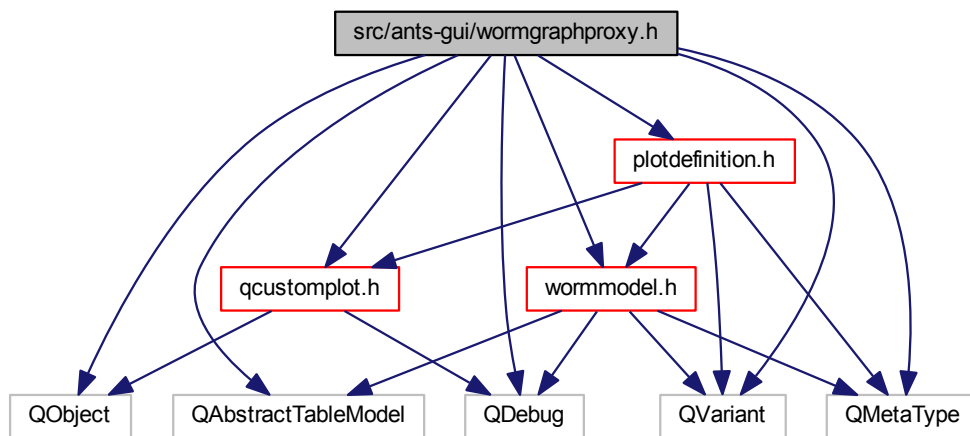 src/ants-gui/wormgraphproxy.h
plotdefinition.h
qcustomplot.h
wormmodel.h
QObject
QAbstractTableModel
QDebug
QVariant
QMetaType